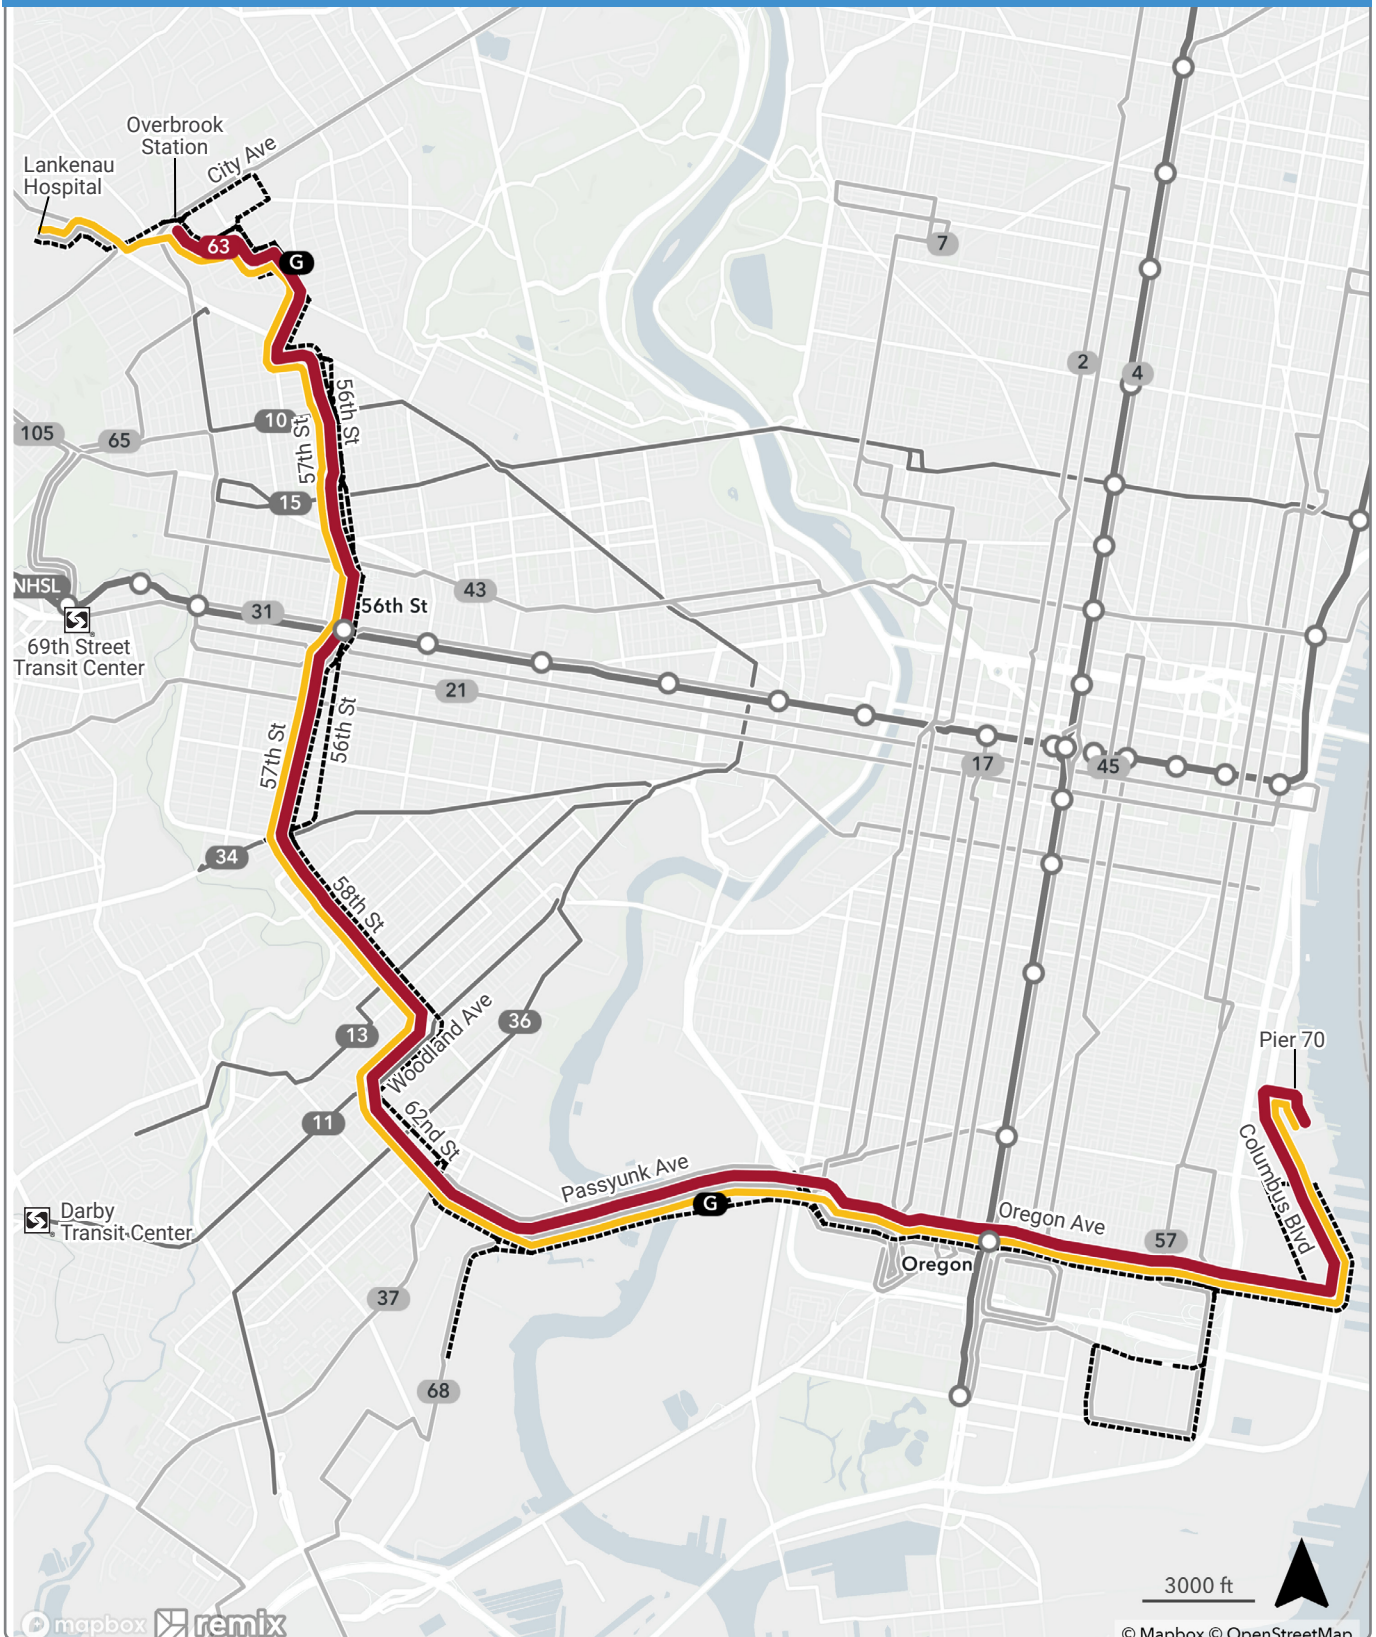 Overbrook
Station
City Ave
Lankenau
Hospital
63
G
7
2
4
56th St
10
57th St
105
65
15
NHSL
43
31
56th St
69th Street
Transit Center
21
56th St
57th St
17
45
34
58th St
Woodland Ave
36
13
Pier 70
11
62nd St
Columbus Blvd
Passyunk Ave
G
Oregon Ave
Darby
Transit Center
57
Oregon
37
68
3000 ft
mapbox
remix
© Mapbox © OpenStreetMap